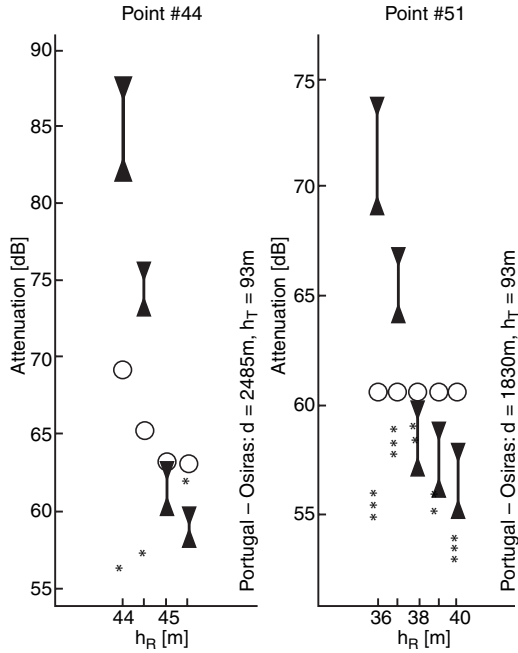 Point #44
90
85
80
75
70
65
60
55
Attenuation [dB]
44 45
h_R [m]
Portugal – Osiras: d = 2485m, h_T = 93m
Point #51
75
70
65
60
55
Attenuation [dB]
36 38 40
h_R [m]
Portugal – Osiras: d = 1830m, h_T = 93m